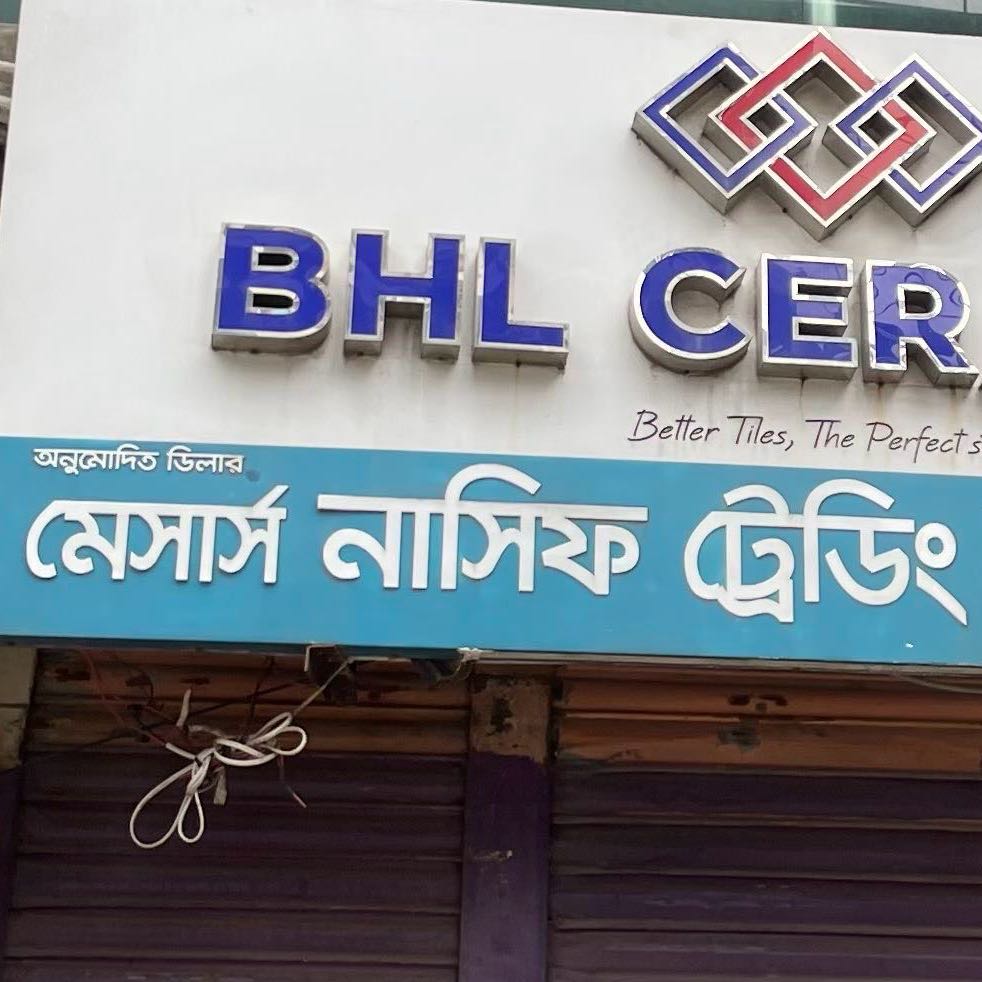 BHL CER
Better Tiles, The Perfect s
অনুমোদিত ডিলার
মেসার্স নাসিফ ট্রেডিং